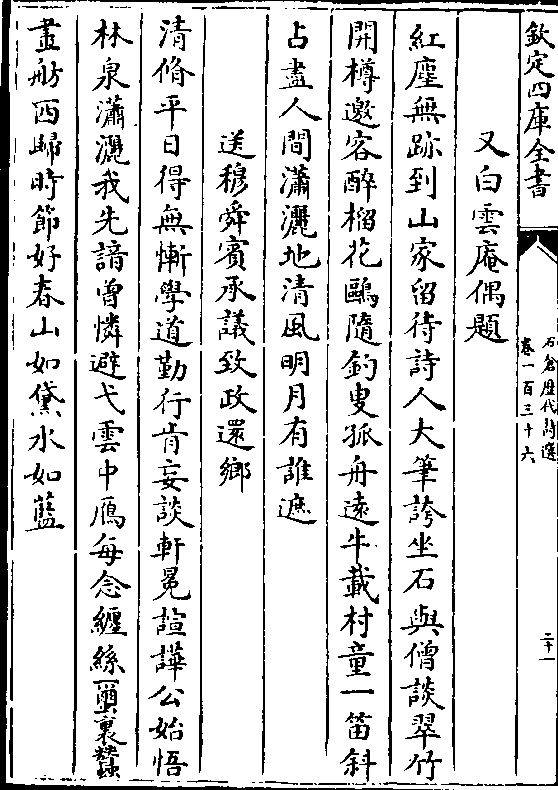 欽定四庫全書
石倉歷代詩選
卷一百三十六
二十一
又白雲庵偶題
紅塵無跡到山家留待詩人大筆誇坐石與僧談翠竹
開樽邀客醉榴花鷗隨釣叟孤舟遠牛載村童一笛斜
占盡人間瀟灑地清風明月有誰遮
送穆舜賓承議致政還鄉
清脩平日得無慚學道勤行肯妄談軒冕諠譁公始悟
林泉瀟灑我先諳曾憐避弋雲中鴈每念纏絲繭裏蠶
畫舫西歸時節好春山如黛水如藍